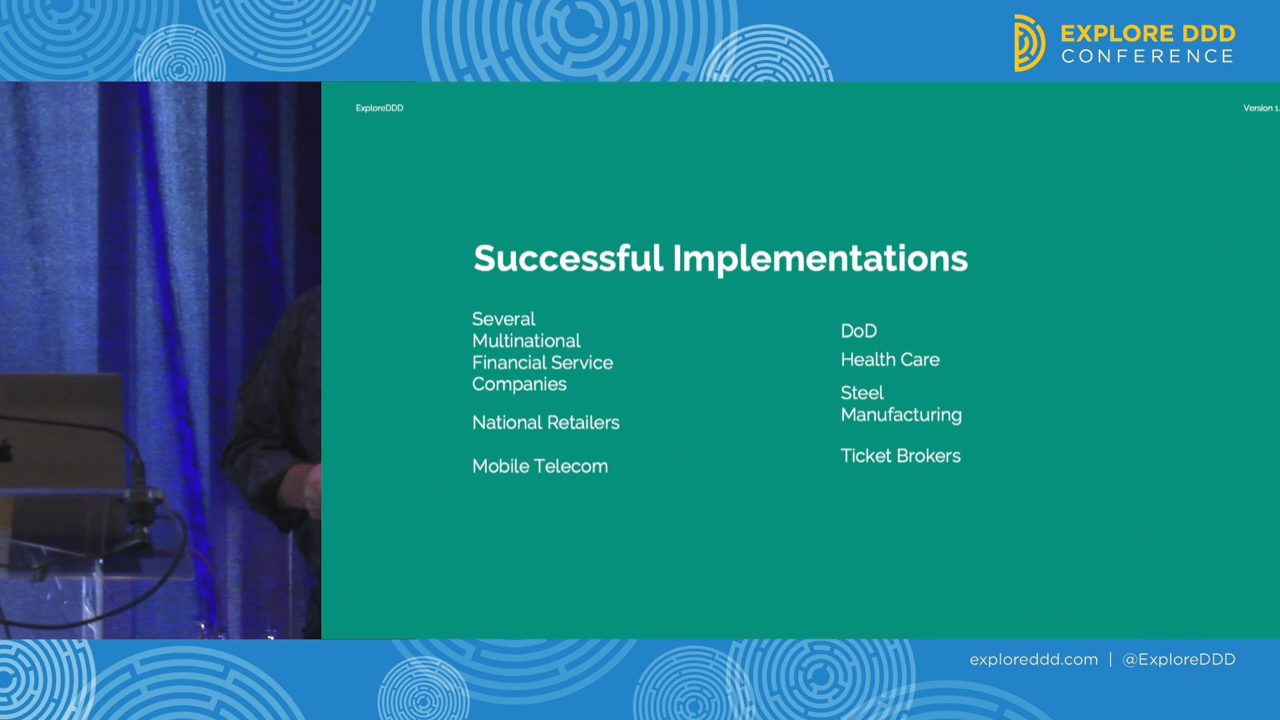 EXPLORE DDD
CONFERENCE
ExploreDDD
Version 1.
Successful Implementations
Several
Multinational
Financial Service
Companies
National Retailers
Mobile Telecom
DoD
Health Care
Steel
Manufacturing
Ticket Brokers
exploreddd.com | @ExploreDDD